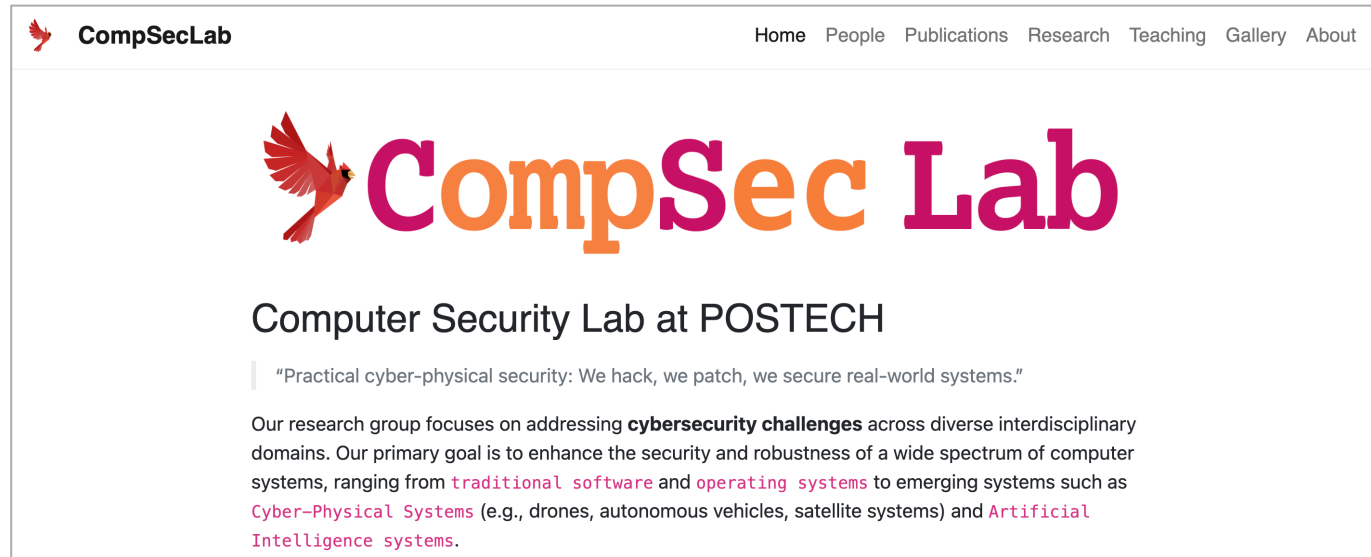 CompSecLab
Home People Publications Research Teaching Gallery About
CompSec Lab
Computer Security Lab at POSTECH
“Practical cyber-physical security: We hack, we patch, we secure real-world systems.”
Our research group focuses on addressing cybersecurity challenges across diverse interdisciplinary
domains. Our primary goal is to enhance the security and robustness of a wide spectrum of computer
systems, ranging from traditional software and operating systems to emerging systems such as
Cyber-Physical Systems (e.g., drones, autonomous vehicles, satellite systems) and Artificial
Intelligence systems.